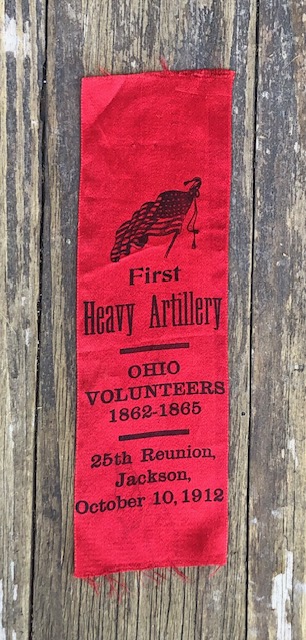 First
Heavy Artillery
OHIO
VOLUNTEERS
1862-1865
25th Reunion,
Jackson,
October 10, 1912